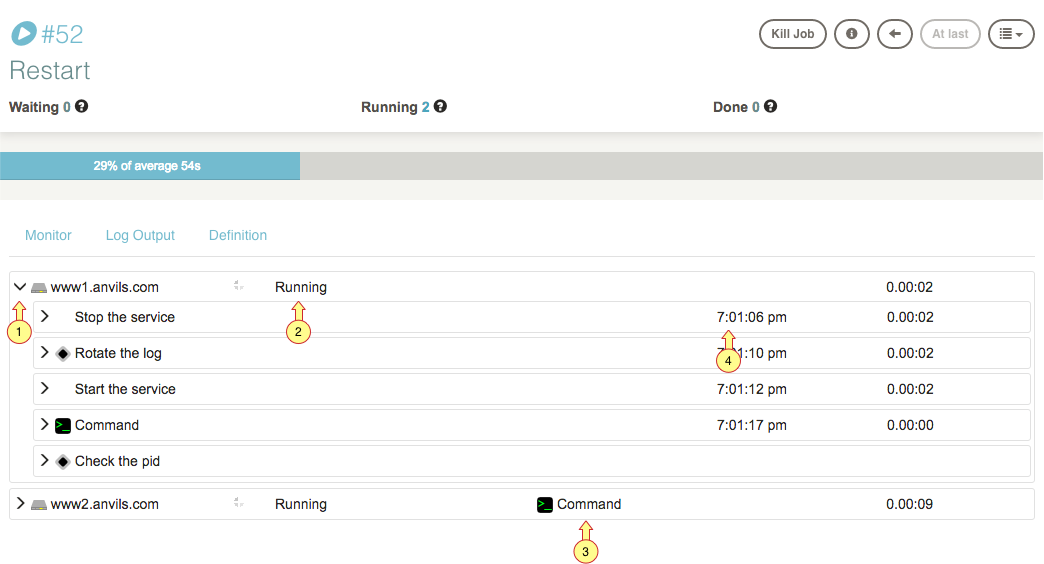 #52
Kill Job
At last
Restart
Waiting 0 Running 2 Done 0
29% of average 54s
Monitor Log Output Definition
www1.anvils.com Running 0.00:02
1 2
Stop the service 7:01:06 pm 0.00:02
4
Rotate the log :10 pm 0.00:02
Start the service 7:01:12 pm 0.00:02
>_ Command 7:01:17 pm 0.00:00
Check the pid
www2.anvils.com Running >_ Command 0.00:09
3